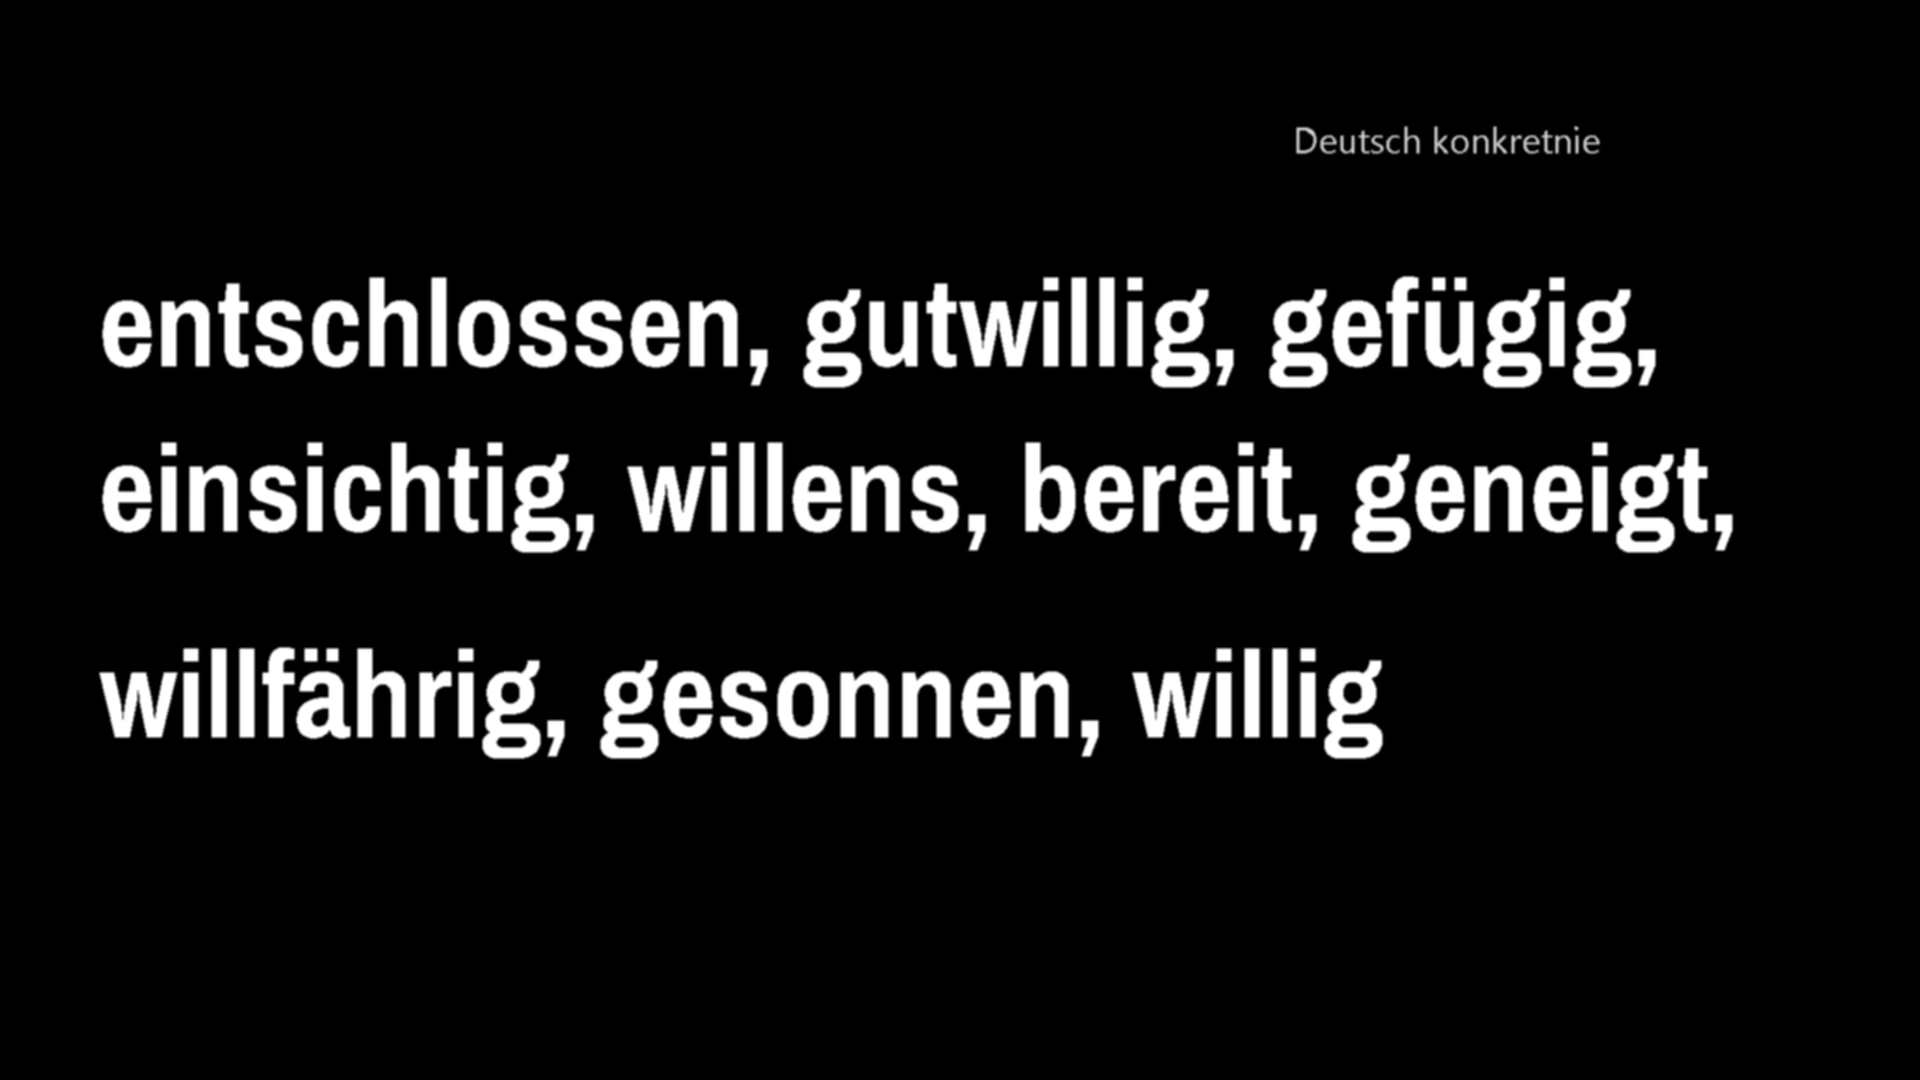 Deutsch konkretnie
entschlossen, gutwillig, gefügig,
einsichtig, willens, bereit, geneigt,
willfährig, gesonnen, willig